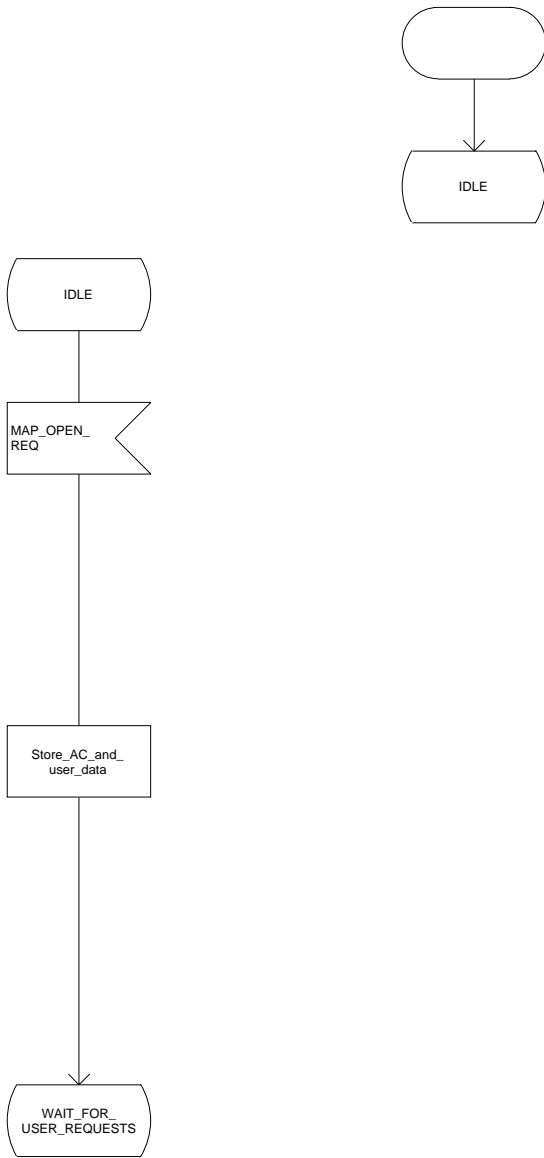 IDLE
IDLE
MAP_OPEN_
REQ
Store_AC_and_
user_data
WAIT_FOR_
USER_REQUESTS